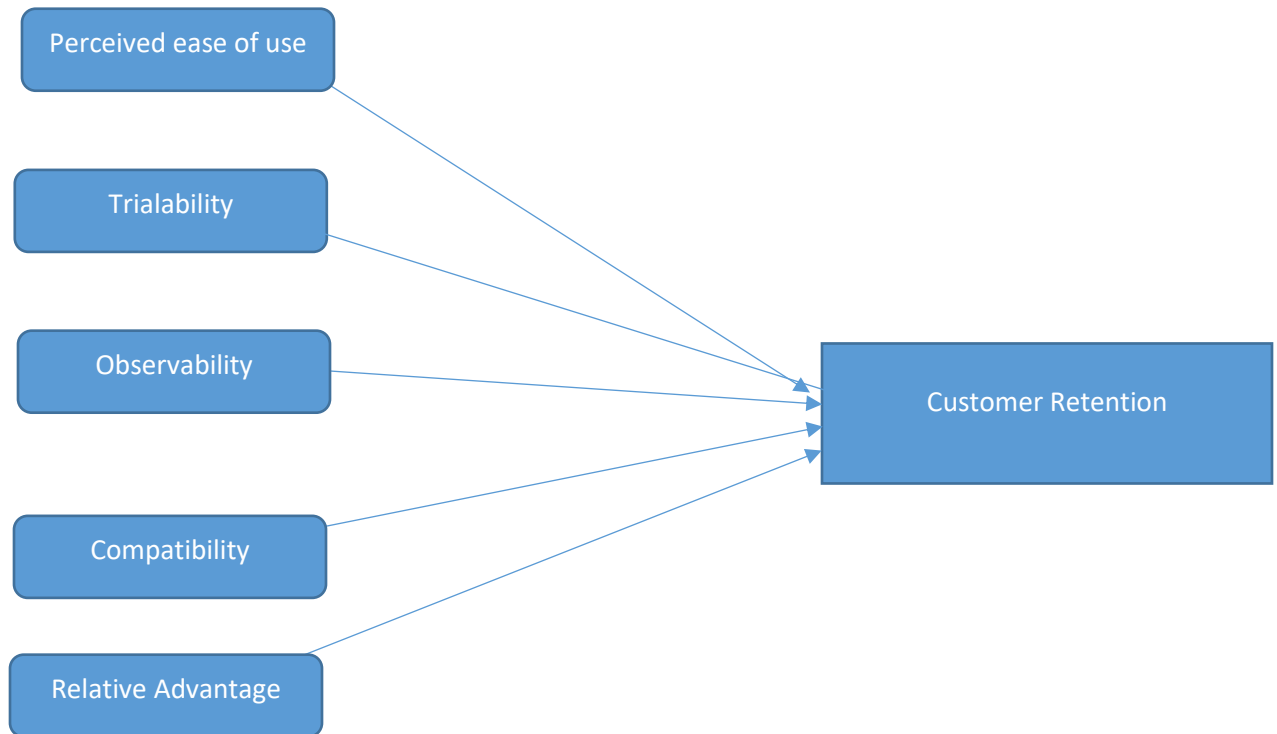 Perceived ease of use
Trialability
Observability
Customer Retention
Compatibility
Relative Advantage